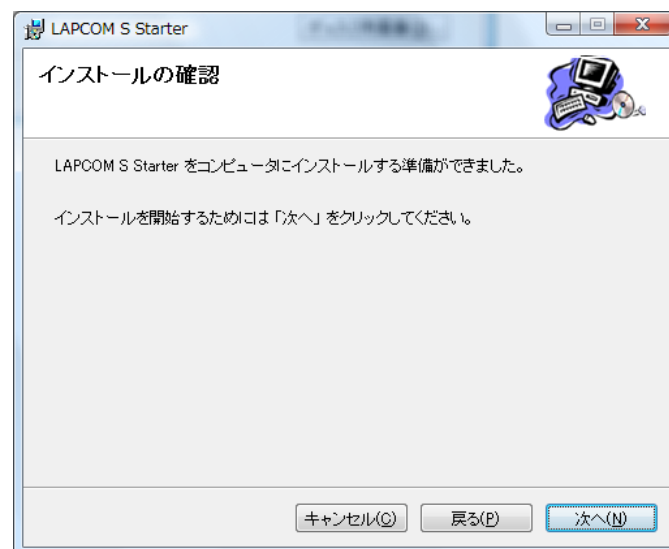 LAPCOM S Starter
インストールの確認
LAPCOM S Starter をコンピュータにインストールする準備ができました。
インストールを開始するためには「次へ」をクリックしてください。
キャンセル(C) 戻る(P) 次へ(N)